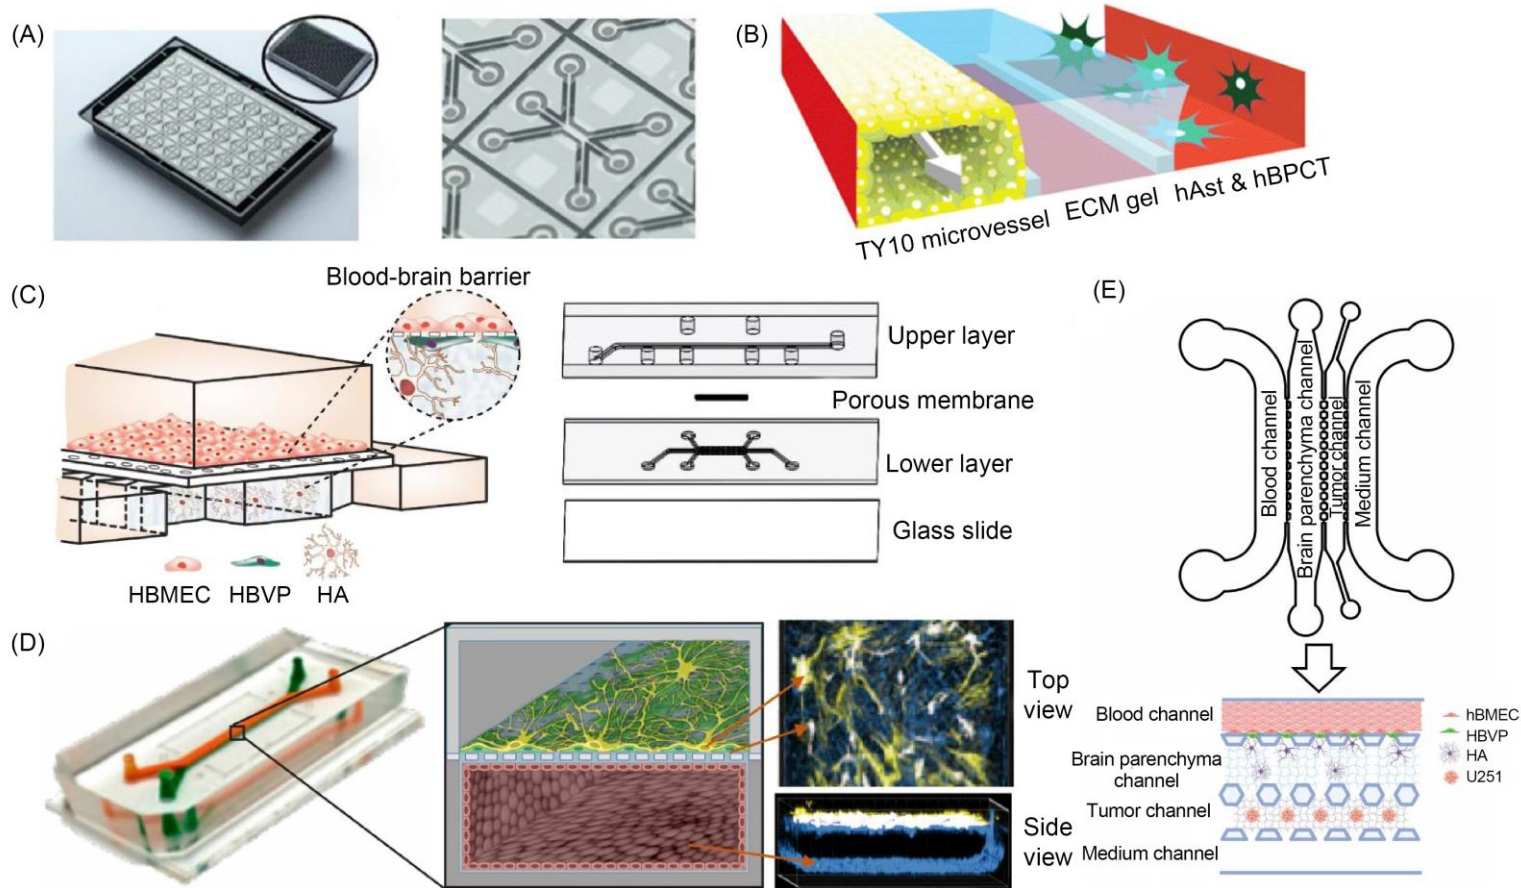 (A)
(B)
TY10 microvessel
ECM gel
hAst & hBPCT
(C)
Blood-brain barrier
HBMEC
HBVP
HA
Upper layer
Porous membrane
Lower layer
Glass slide
(D)
Top
view
Side
view
(E)
Blood channel
Brain parenchyma channel
Tumor channel
Medium channel
Blood channel
Brain parenchyma
channel
Tumor channel
Medium channel
hBMEC
HBVP
HA
U251